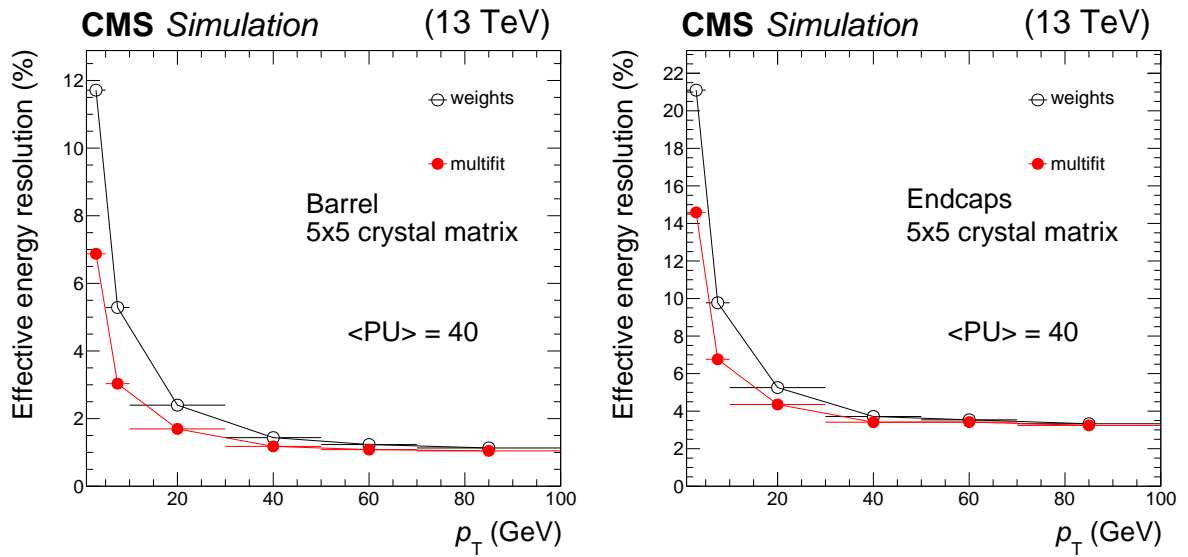 CMS Simulation (13 TeV)
Effective energy resolution (%)
12
10
8
6
4
2
0
weights
multifit
Barrel
5x5 crystal matrix
<PU> = 40
20 40 60 80 100
p_T (GeV)
CMS Simulation (13 TeV)
Effective energy resolution (%)
22
20
18
16
14
12
10
8
6
4
2
0
weights
multifit
Endcaps
5x5 crystal matrix
<PU> = 40
20 40 60 80 100
p_T (GeV)